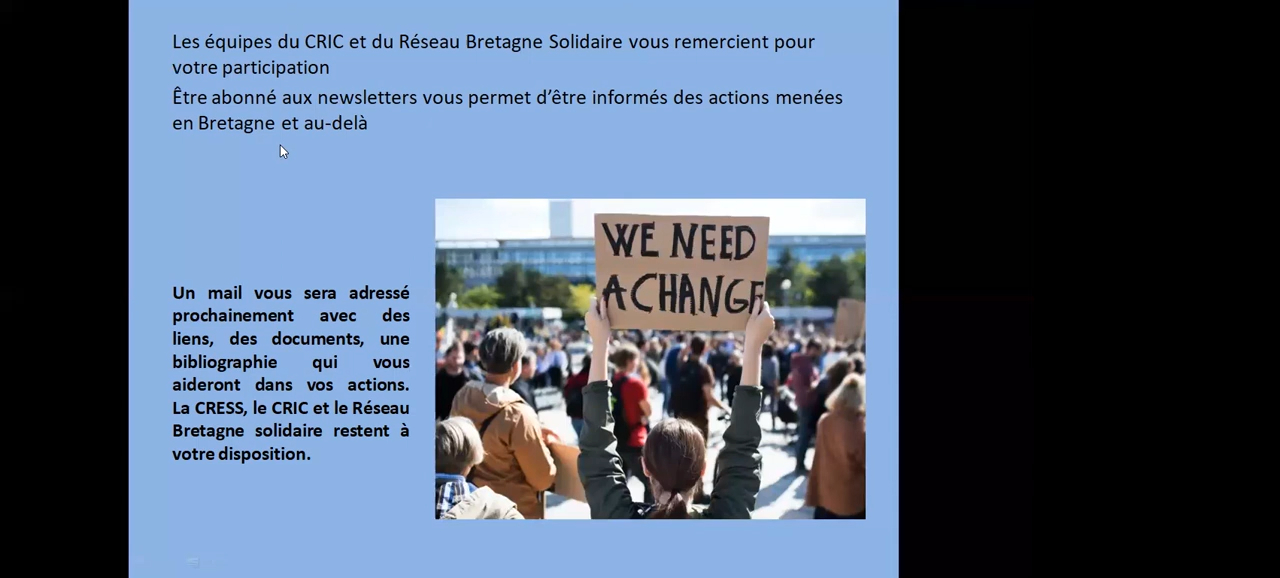 Les équipes du CRIC et du Réseau Bretagne Solidaire vous remercient pour
votre participation
Être abonné aux newsletters vous permet d’être informés des actions menées
en Bretagne et au-delà
Un mail vous sera adressé
prochainement avec des
liens, des documents, une
bibliographie qui vous
aideront dans vos actions.
La CRESS, le CRIC et le Réseau
Bretagne solidaire restent à
votre disposition.
WE NEED
A CHANGE